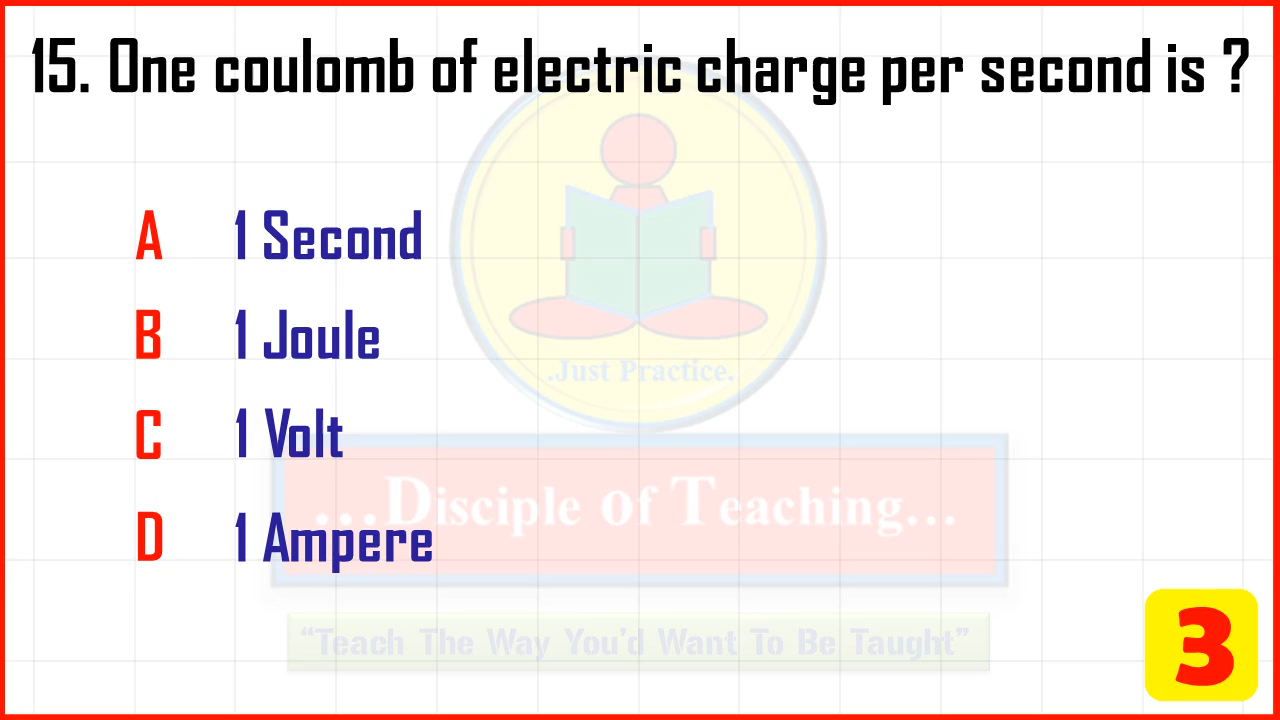 15. One coulomb of electric charge per second is ?
A 1 Second
B 1 Joule
C 1 Volt
D 1 Ampere
.Just Practice.
...Disciple of Teaching...
“Teach The Way You’d Want To Be Taught”
3